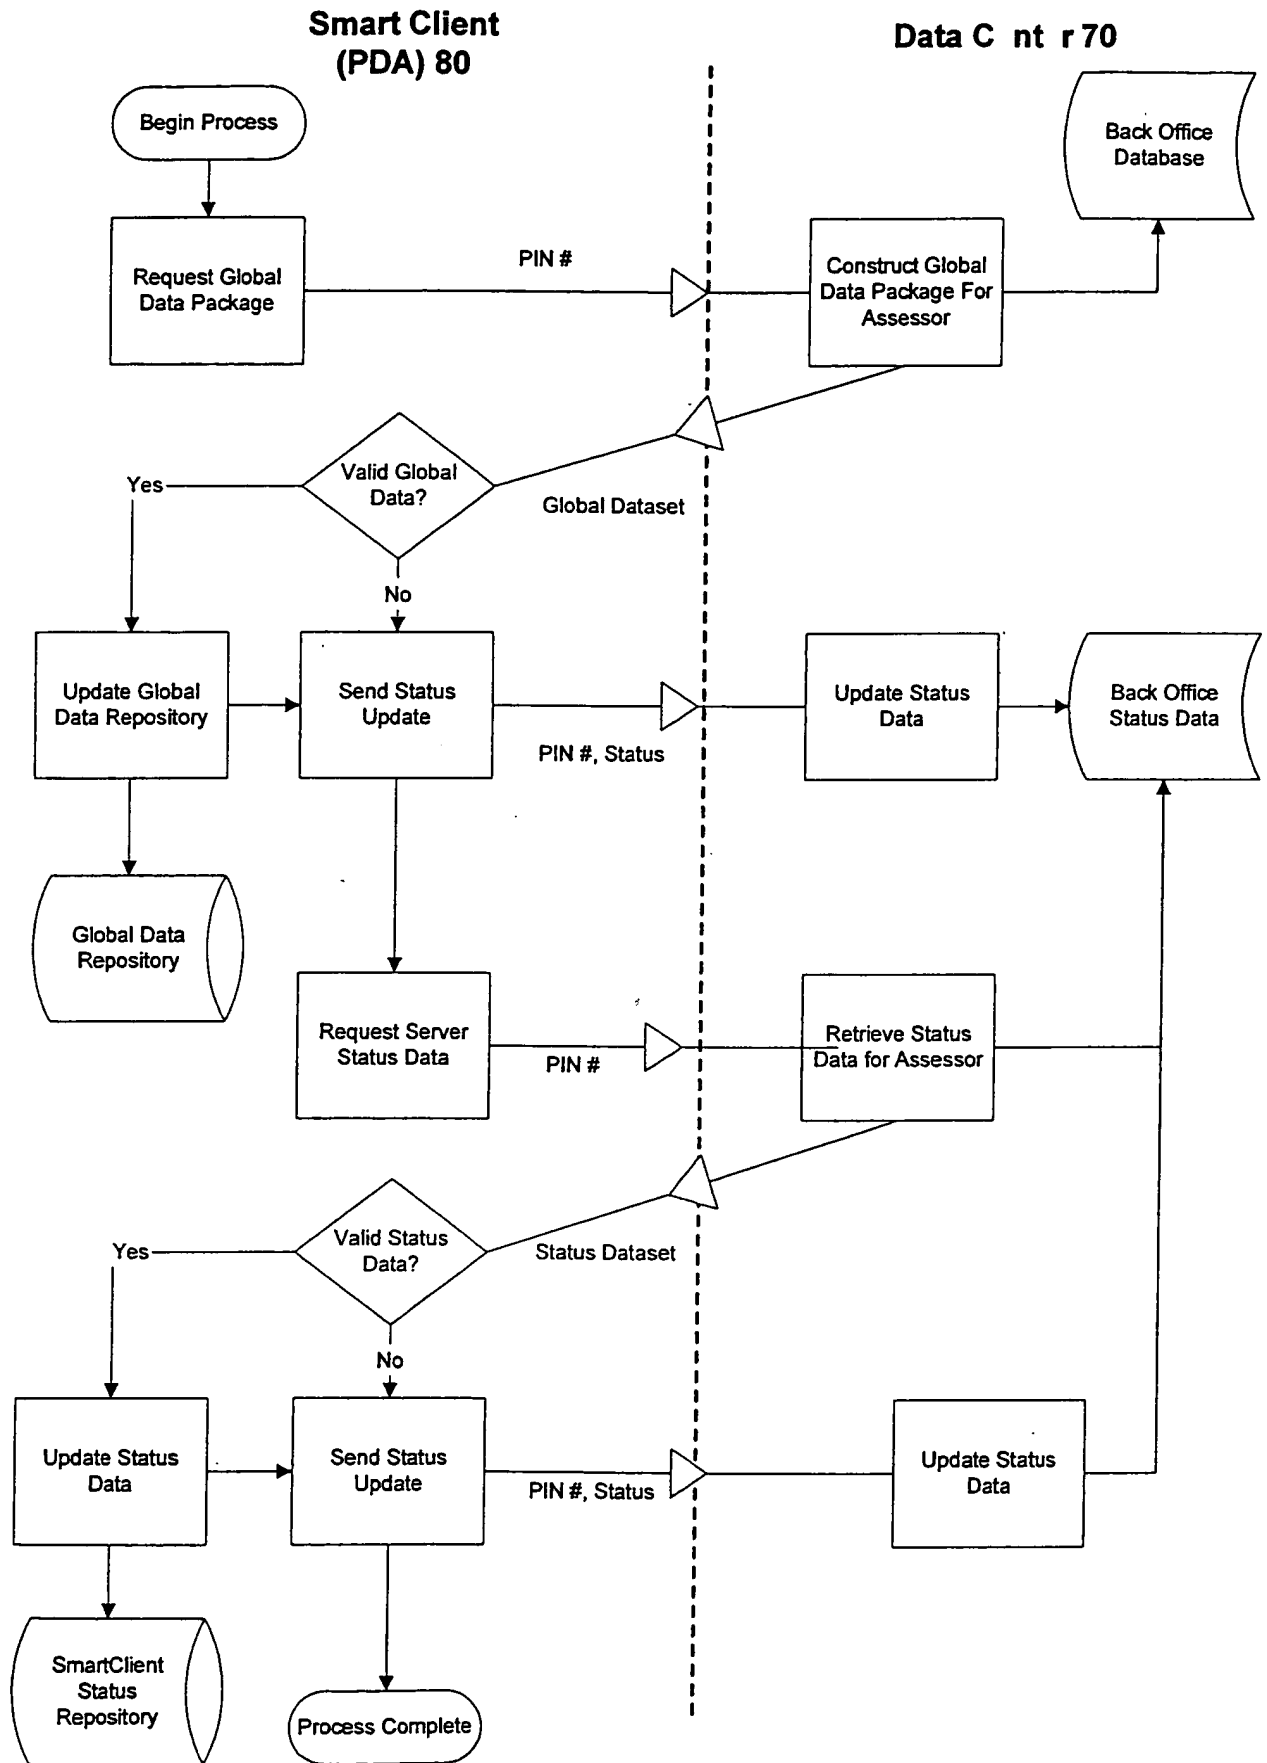 Smart Client
(PDA) 80
Data C nt r 70
Begin Process
Back Office
Database
Request Global
Data Package
PIN #
Construct Global
Data Package For
Assessor
Valid Global
Data?
Yes
Global Dataset
No
Update Global
Data Repository
Send Status
Update
PIN #, Status
Update Status
Data
Back Office
Status Data
Global Data
Repository
Request Server
Status Data
PIN #
Retrieve Status
Data for Assessor
Valid Status
Data?
Yes
Status Dataset
No
Update Status
Data
Send Status
Update
PIN #, Status
Update Status
Data
SmartClient
Status
Repository
Process Complete